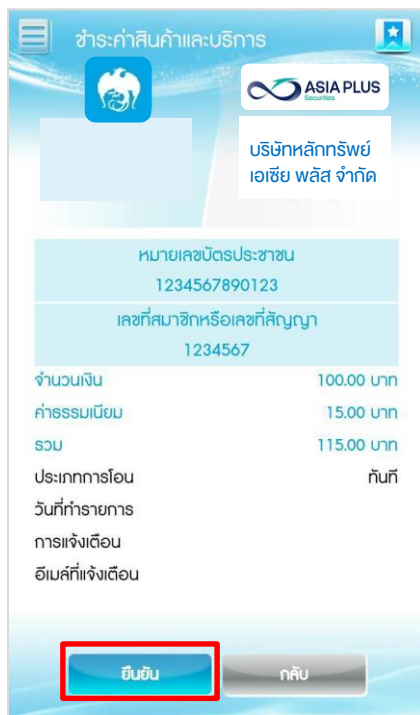 ชำระค่าสินค้าและบริการ
ASIA PLUS
Securities
บริษัทหลักทรัพย์
เอเซีย พลัส จำกัด
หมายเลขบัตรประชาชน
1234567890123
เลขที่สมาชิกหรือเลขที่สัญญา
1234567
จำนวนเงิน 100.00 บาท
ค่าธรรมเนียม 15.00 บาท
รวม 115.00 บาท
ประเภทการโอน ทันที
วันที่ทำรายการ
การแจ้งเตือน
อีเมล์ที่แจ้งเตือน
ยืนยัน กลับ